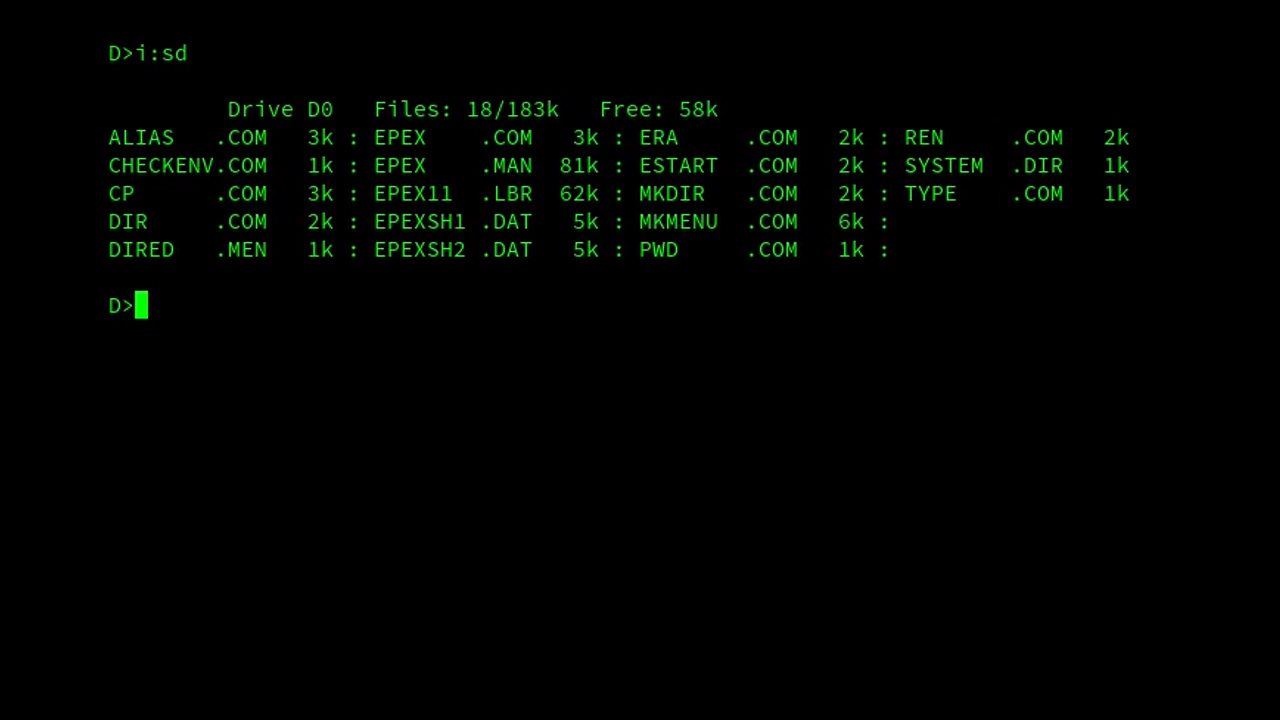 D>i:sd
Drive D0   Files: 18/183k   Free: 58k
ALIAS   .COM   3k : EPEX    .COM   3k : ERA     .COM   2k : REN     .COM   2k
CHECKENV.COM   1k : EPEX    .MAN  81k : ESTART  .COM   2k : SYSTEM  .DIR   1k
CP      .COM   3k : EPEX11  .LBR  62k : MKDIR   .COM   2k : TYPE    .COM   1k
DIR     .COM   2k : EPEXSH1 .DAT   5k : MKMENU  .COM   6k :
DIRED   .MEN   1k : EPEXSH2 .DAT   5k : PWD     .COM   1k :
D>